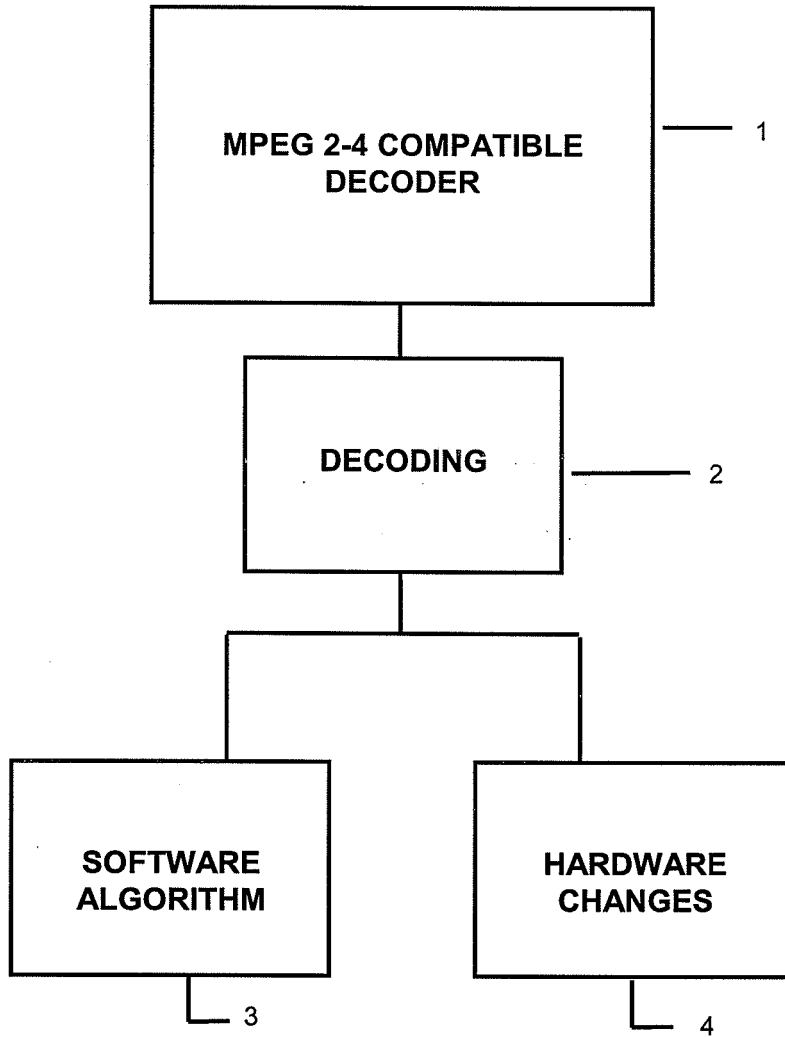 MPEG 2-4 COMPATIBLE
DECODER
1
DECODING
2
SOFTWARE
ALGORITHM
HARDWARE
CHANGES
3
4